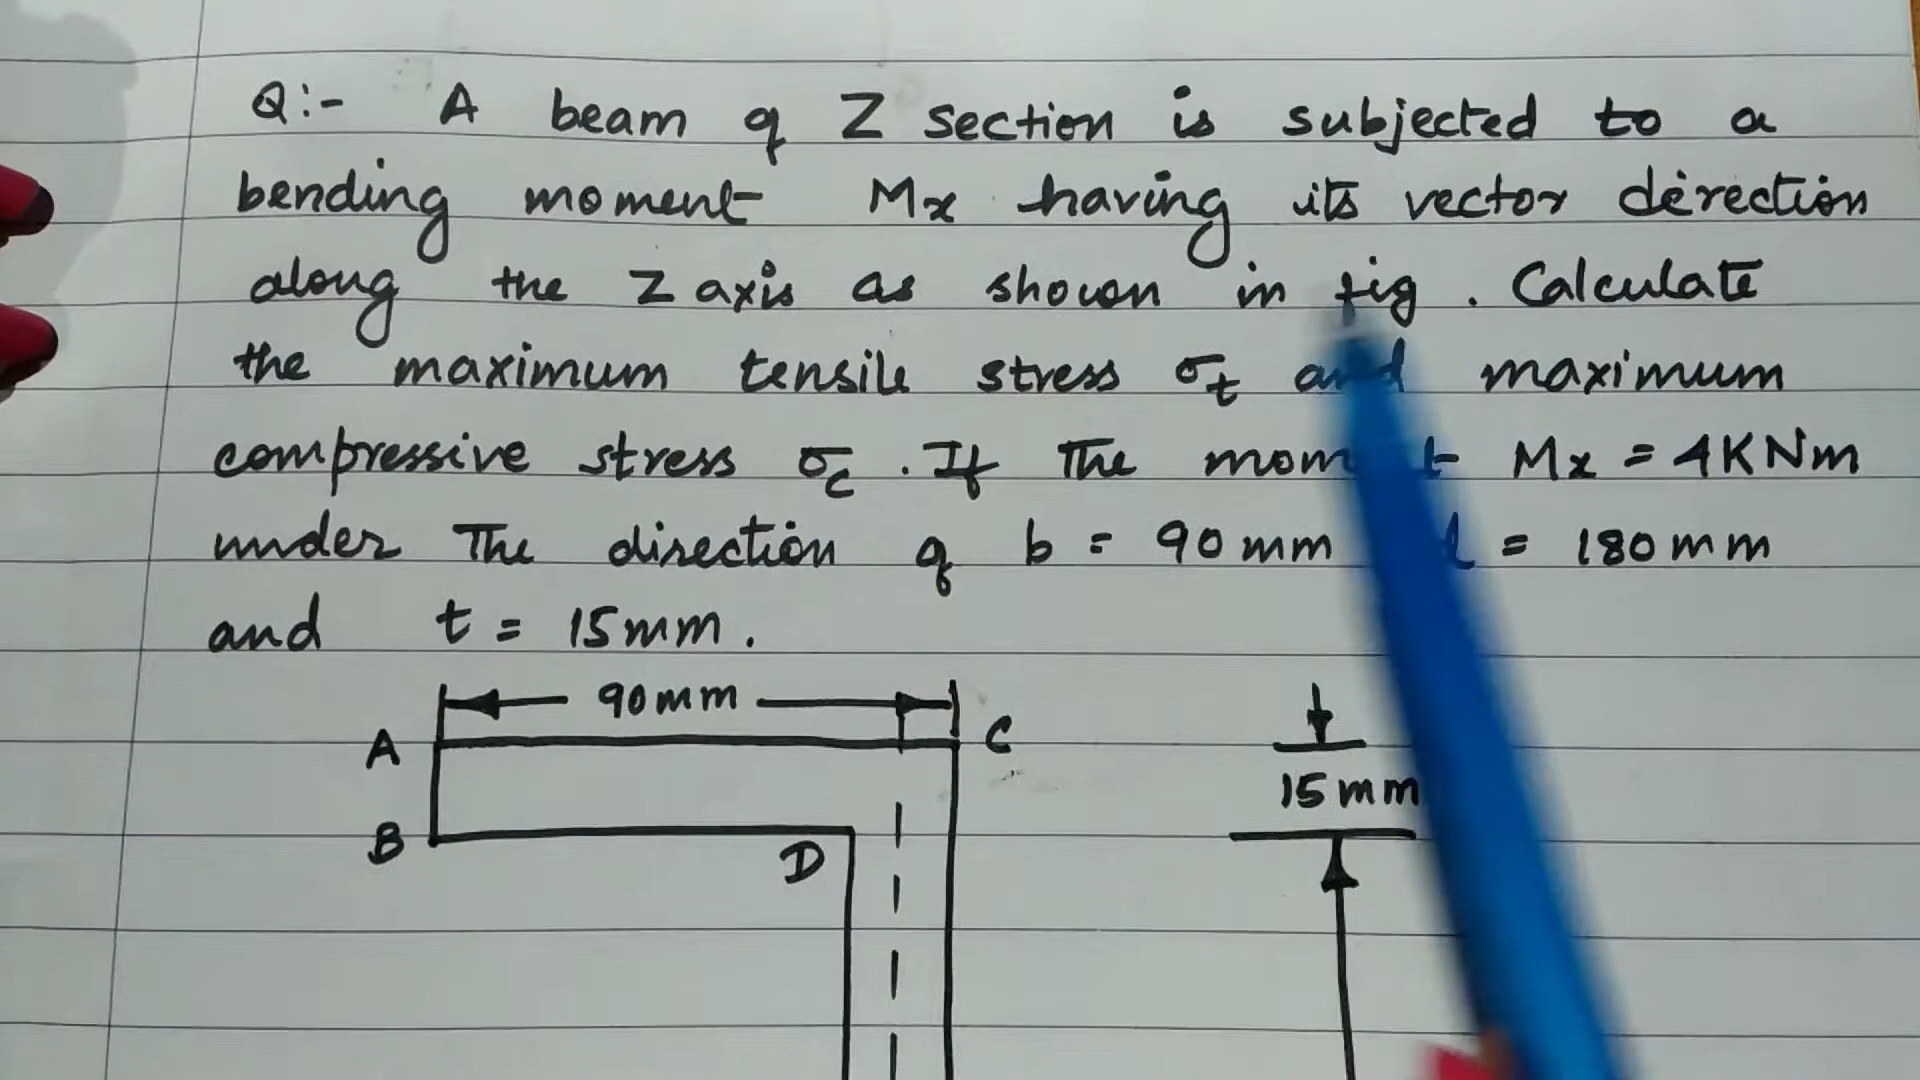 Q:- A beam of Z section is subjected to a
bending moment Mx having its vector direction
along the Z axis as shown in fig. Calculate
the maximum tensile stress σt and maximum
compressive stress σc. If the Mx = 4KNm
under The direction of b = 90mm = 180mm
and t = 15mm.
90mm
A C
15mm
B D